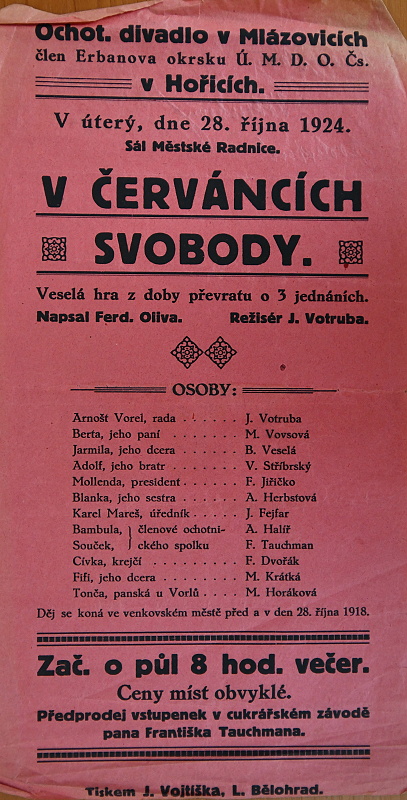 Ochot. divadlo v Mlázovicích
člen Erbanova okrsku Ú. M. D. O. Čs.
v Hořicích.
V úterý, dne 28. října 1924.
Sál Městské Radnice.
V ČERVÁNCÍCH
SVOBODY.
Veselá hra z doby převratu o 3 jednáních.
Napsal Ferd. Oliva. Režisér J. Votruba.
OSOBY:
Arnošt Vorel, rada . . . . . . J. Votruba
Berta, jeho paní . . . . . . . M. Vovsová
Jarmila, jeho dcera . . . . . . B. Veselá
Adolf, jeho bratr . . . . . . . V. Stříbrský
Mollenda, president . . . . . . F. Jiřičko
Blanka, jeho sestra . . . . . . A. Herbstová
Karel Mareš, úředník . . . . . J. Fejfar
Bambula, } členové ochotni- A. Halíř
Souček, } ckého spolku F. Tauchman
Cívka, krejčí . . . . . . . . . F. Dvořák
Fifi, jeho dcera . . . . . . . . M. Krátká
Tonča, panská u Vorlů . . . . M. Horáková
Děj se koná ve venkovském městě před a v den 28. října 1918.
Zač. o půl 8 hod. večer.
Ceny míst obvyklé.
Předprodej vstupenek v cukrářském závodě
pana Františka Tauchmana.
Tiskem J. Vojtíška, L. Bělohrad.